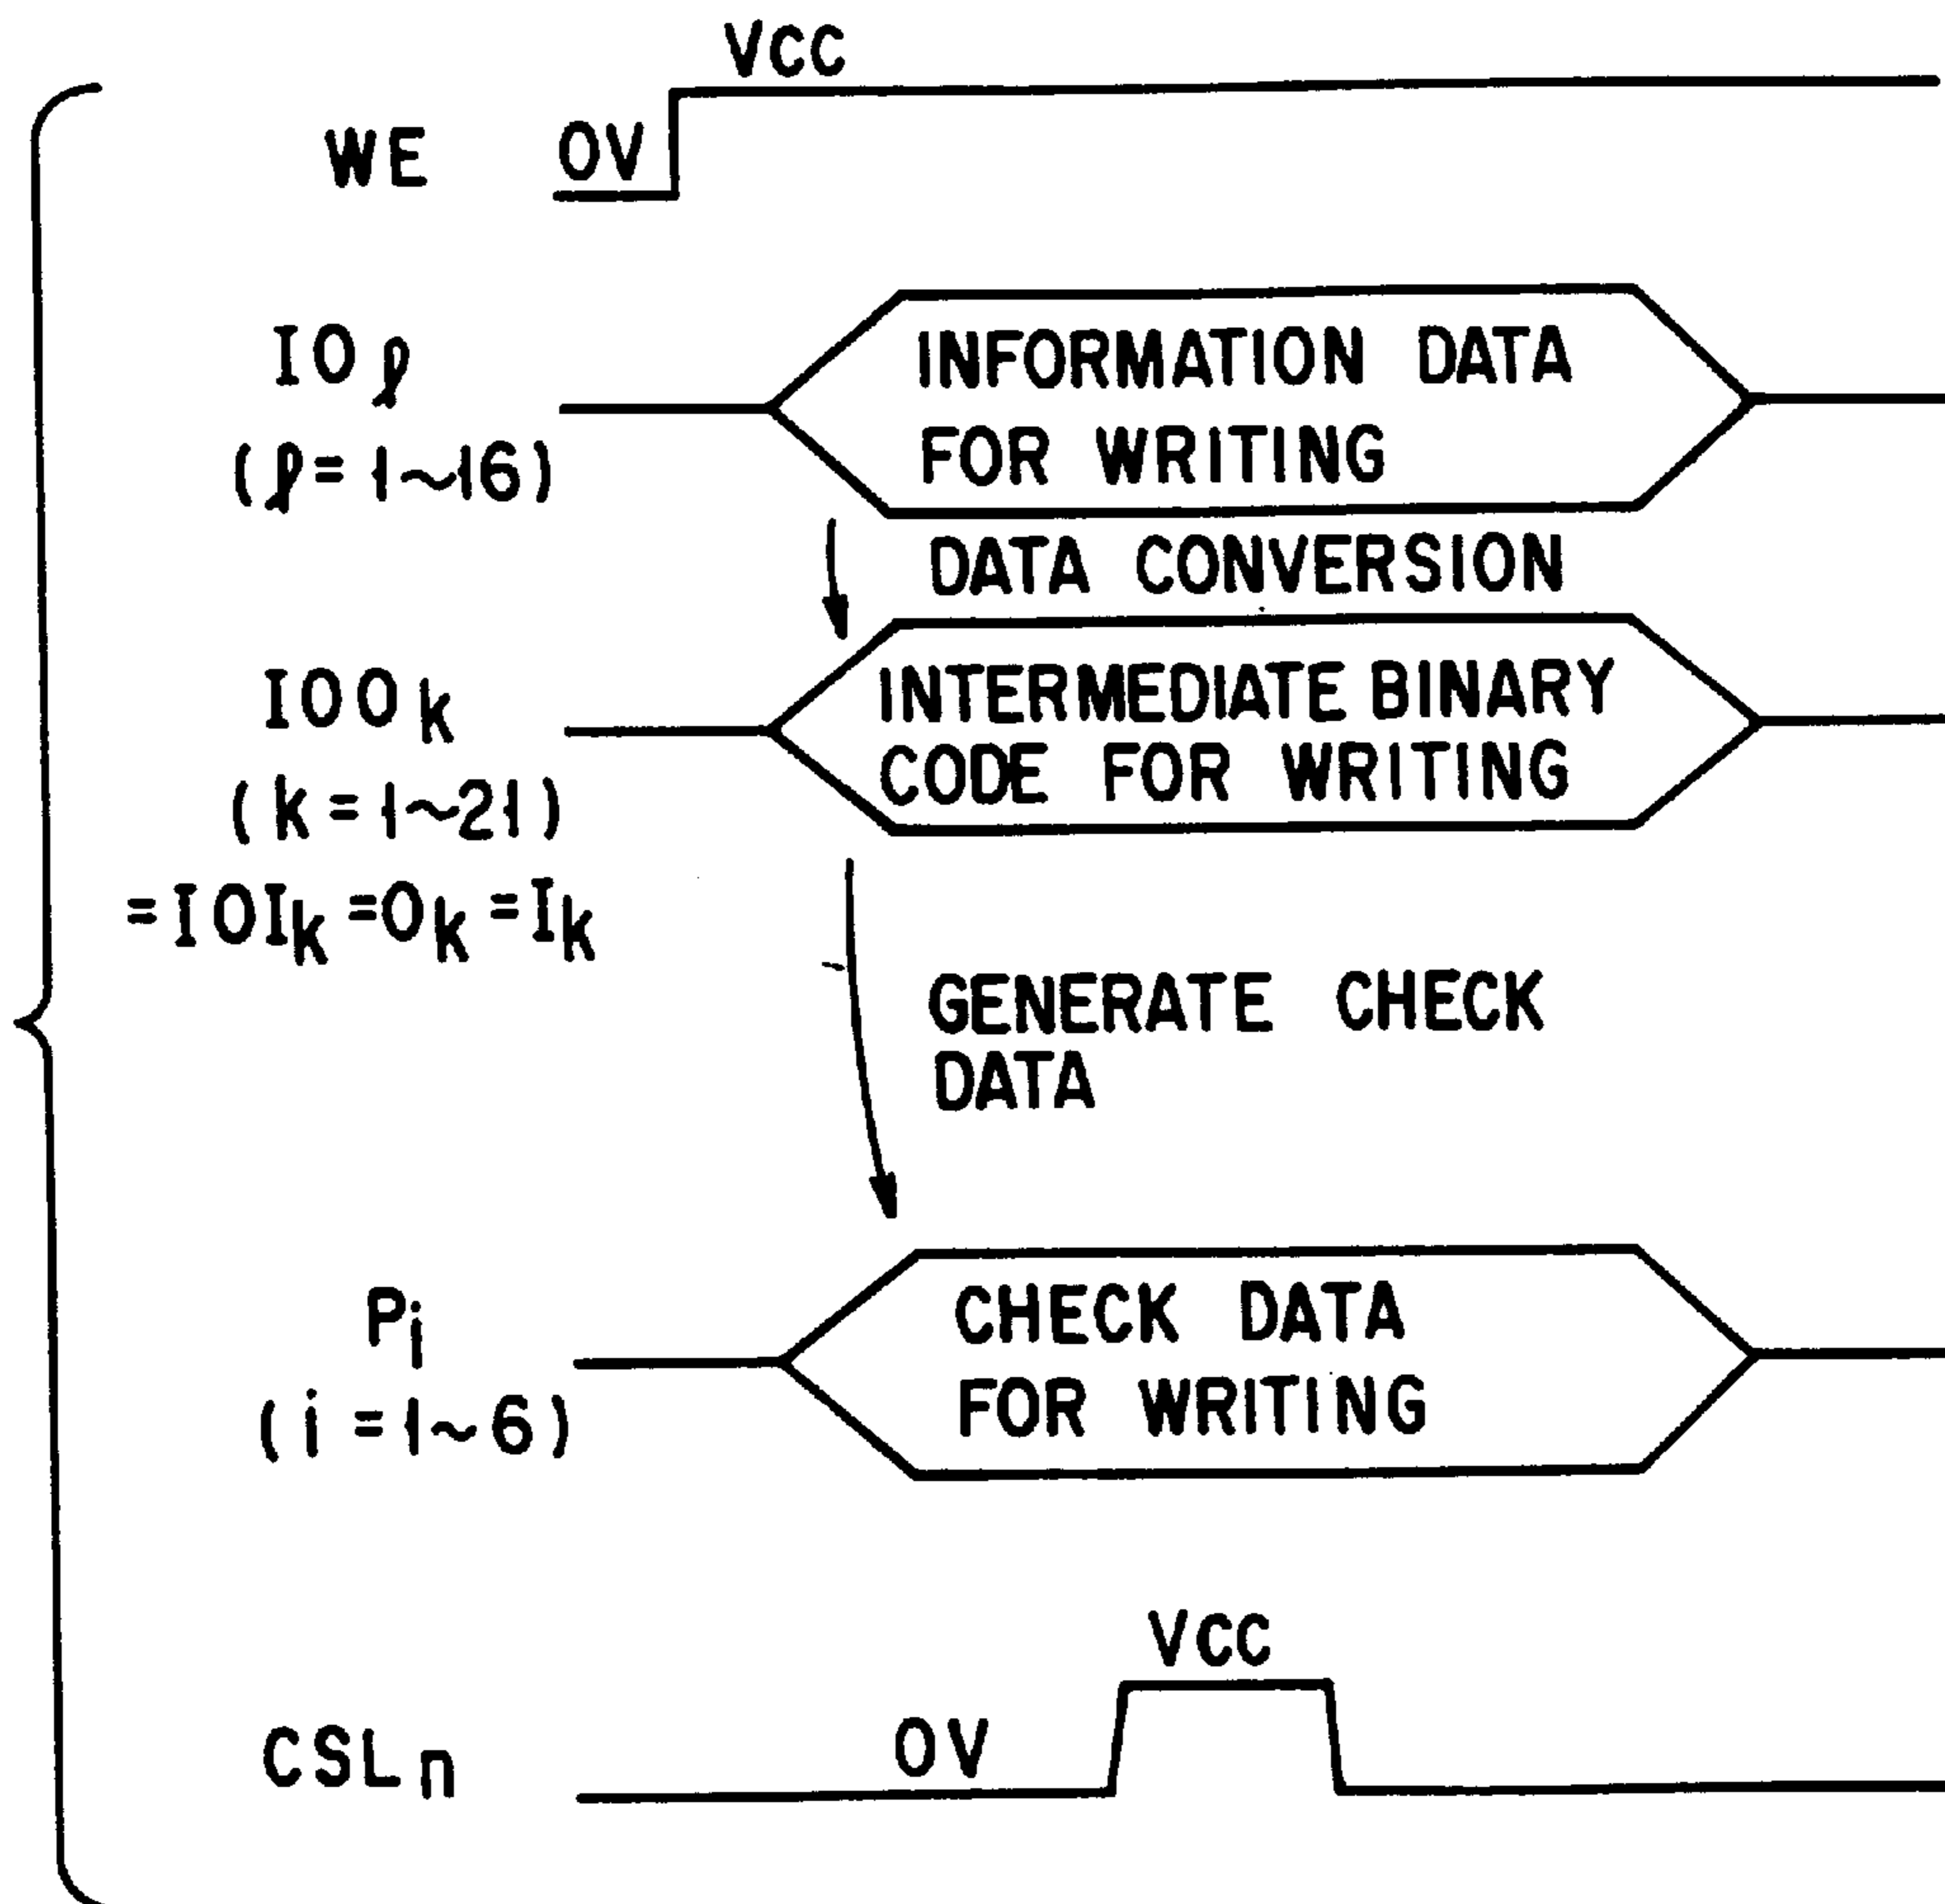 VCC
WE 0V
IOℓ
(ℓ=1~16)
INFORMATION DATA
FOR WRITING
DATA CONVERSION
IOOk
(k=1~21)
=IOIk=Ok=Ik
INTERMEDIATE BINARY
CODE FOR WRITING
GENERATE CHECK
DATA
Pi
(i=1~6)
CHECK DATA
FOR WRITING
VCC
CSLn 0V